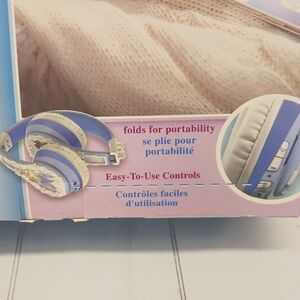 folds for portability
se plie pour
portabilité
Easy-To-Use Controls
Contrôles faciles
d'utilisation